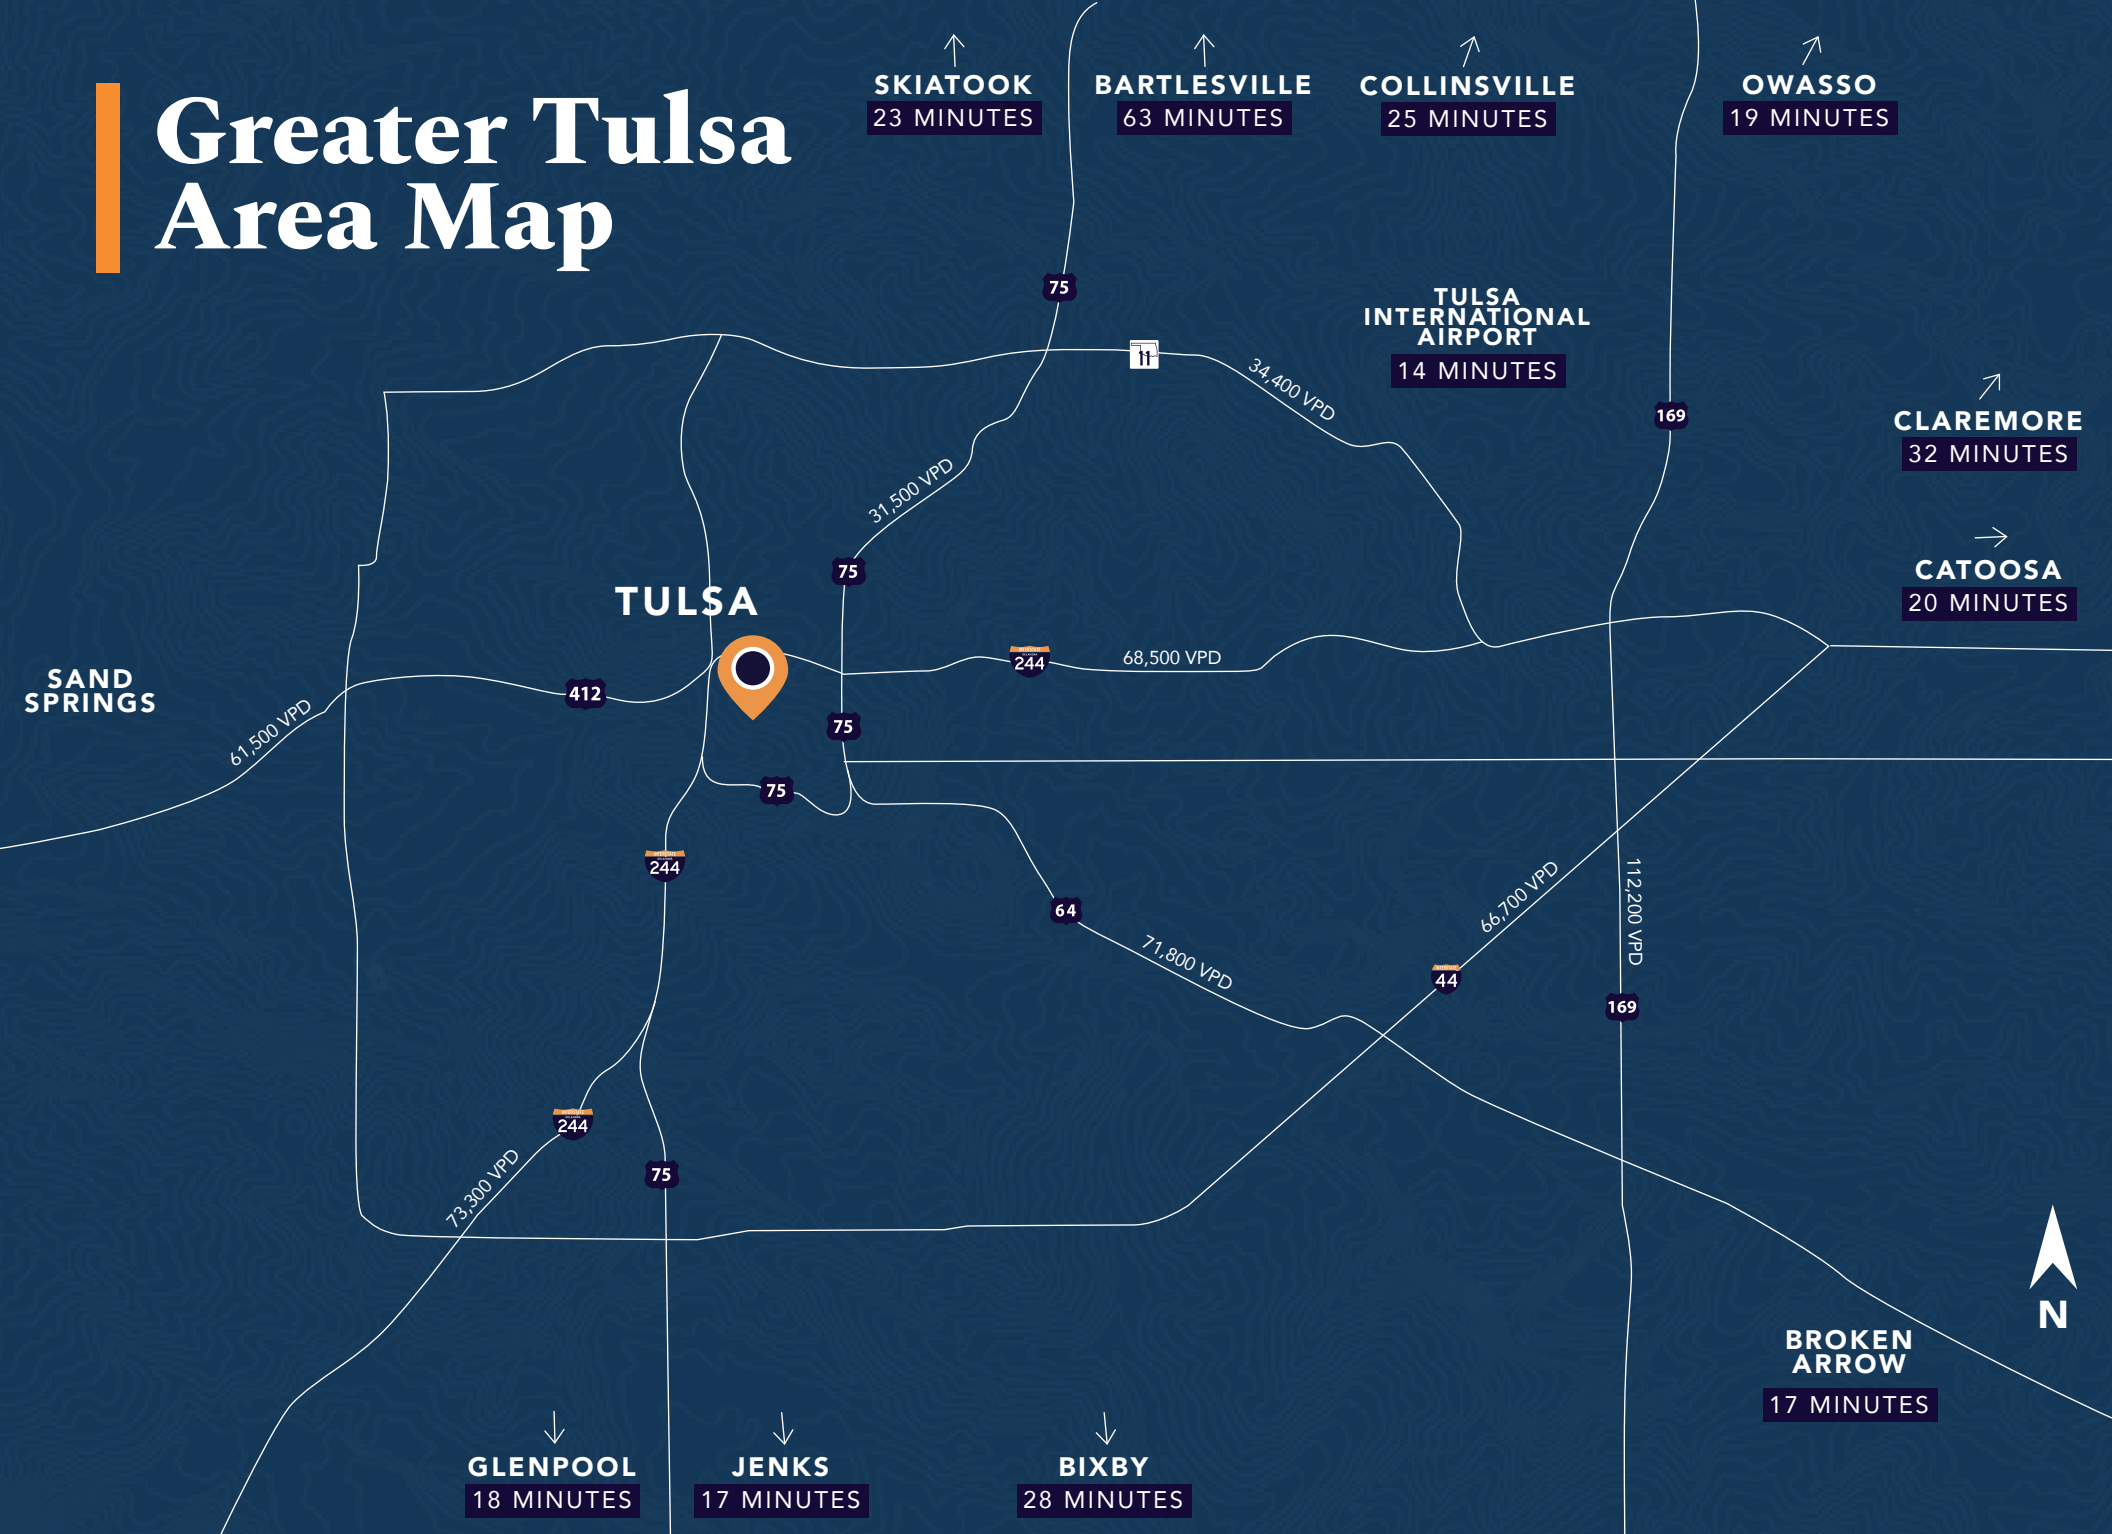 Greater Tulsa
Area Map
SKIATOOK
23 MINUTES
BARTLESVILLE
63 MINUTES
COLLINSVILLE
25 MINUTES
OWASSO
19 MINUTES
75
TULSA
INTERNATIONAL
AIRPORT
14 MINUTES
11
34,400 VPD
169
CLAREMORE
32 MINUTES
31,500 VPD
75
CATOOSA
20 MINUTES
TULSA
244
68,500 VPD
SAND
SPRINGS
412
61,500 VPD
75
75
244
64
71,800 VPD
66,700 VPD
112,200 VPD
44
169
244
73,300 VPD
75
N
BROKEN
ARROW
17 MINUTES
GLENPOOL
18 MINUTES
JENKS
17 MINUTES
BIXBY
28 MINUTES